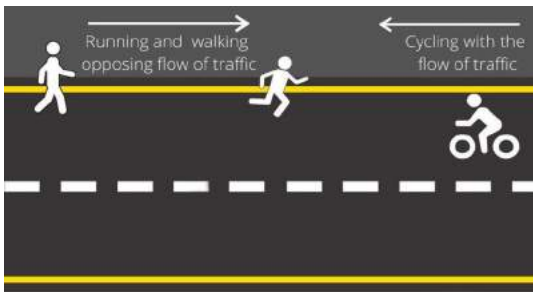 Running and walking
opposing flow of traffic
Cycling with the
flow of traffic